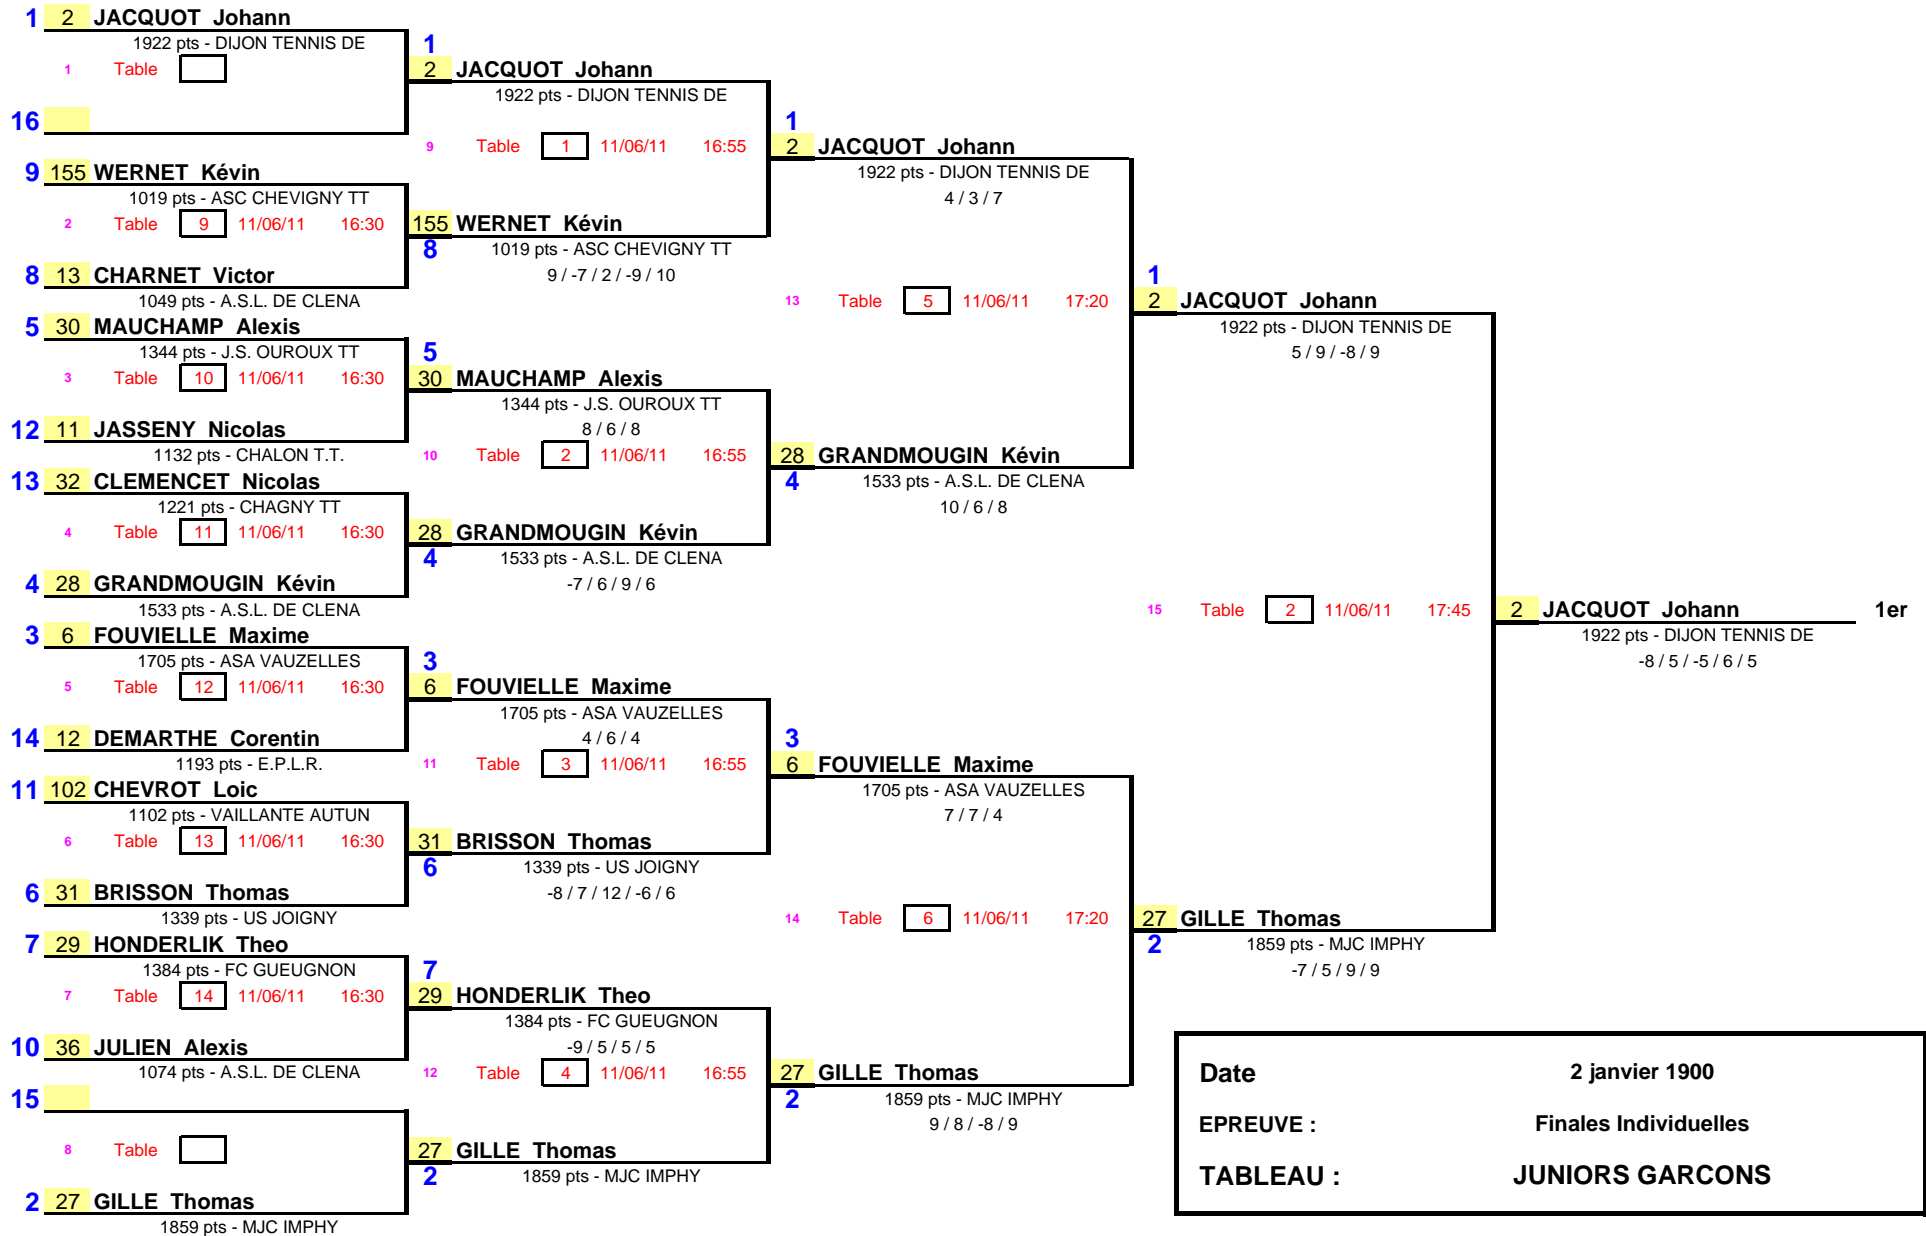 1 2 JACQUOT Johann
1922 pts - DIJON TENNIS DE
1 Table
16
9 155 WERNET Kévin
1019 pts - ASC CHEVIGNY TT
2 Table 9 11/06/11 16:30
8 13 CHARNET Victor
1049 pts - A.S.L. DE CLENA
5 30 MAUCHAMP Alexis
1344 pts - J.S. OUROUX TT
3 Table 10 11/06/11 16:30
12 11 JASSENY Nicolas
1132 pts - CHALON T.T.
13 32 CLEMENCET Nicolas
1221 pts - CHAGNY TT
4 Table 11 11/06/11 16:30
4 28 GRANDMOUGIN Kévin
1533 pts - A.S.L. DE CLENA
3 6 FOUVIELLE Maxime
1705 pts - ASA VAUZELLES
5 Table 12 11/06/11 16:30
14 12 DEMARTHE Corentin
1193 pts - E.P.L.R.
11 102 CHEVROT Loic
1102 pts - VAILLANTE AUTUN
6 Table 13 11/06/11 16:30
6 31 BRISSON Thomas
1339 pts - US JOIGNY
7 29 HONDERLIK Theo
1384 pts - FC GUEUGNON
7 Table 14 11/06/11 16:30
10 36 JULIEN Alexis
1074 pts - A.S.L. DE CLENA
15
8 Table
2 27 GILLE Thomas
1859 pts - MJC IMPHY
1
2 JACQUOT Johann
1922 pts - DIJON TENNIS DE
9 Table 1 11/06/11 16:55
155 WERNET Kévin
8
1019 pts - ASC CHEVIGNY TT
9 / -7 / 2 / -9 / 10
5
30 MAUCHAMP Alexis
1344 pts - J.S. OUROUX TT
8 / 6 / 8
10 Table 2 11/06/11 16:55
28 GRANDMOUGIN Kévin
4
1533 pts - A.S.L. DE CLENA
-7 / 6 / 9 / 6
3
6 FOUVIELLE Maxime
1705 pts - ASA VAUZELLES
4 / 6 / 4
11 Table 3 11/06/11 16:55
31 BRISSON Thomas
6
1339 pts - US JOIGNY
-8 / 7 / 12 / -6 / 6
7
29 HONDERLIK Theo
1384 pts - FC GUEUGNON
-9 / 5 / 5 / 5
12 Table 4 11/06/11 16:55
27 GILLE Thomas
2
1859 pts - MJC IMPHY
1
2 JACQUOT Johann
1922 pts - DIJON TENNIS DE
4 / 3 / 7
13 Table 5 11/06/11 17:20
28 GRANDMOUGIN Kévin
4
1533 pts - A.S.L. DE CLENA
10 / 6 / 8
3
6 FOUVIELLE Maxime
1705 pts - ASA VAUZELLES
7 / 7 / 4
14 Table 6 11/06/11 17:20
27 GILLE Thomas
2
1859 pts - MJC IMPHY
9 / 8 / -8 / 9
1
2 JACQUOT Johann
1922 pts - DIJON TENNIS DE
5 / 9 / -8 / 9
15 Table 2 11/06/11 17:45
27 GILLE Thomas
2
1859 pts - MJC IMPHY
-7 / 5 / 9 / 9
2 JACQUOT Johann 1er
1922 pts - DIJON TENNIS DE
-8 / 5 / -5 / 6 / 5
Date 2 janvier 1900
EPREUVE : Finales Individuelles
TABLEAU : JUNIORS GARCONS